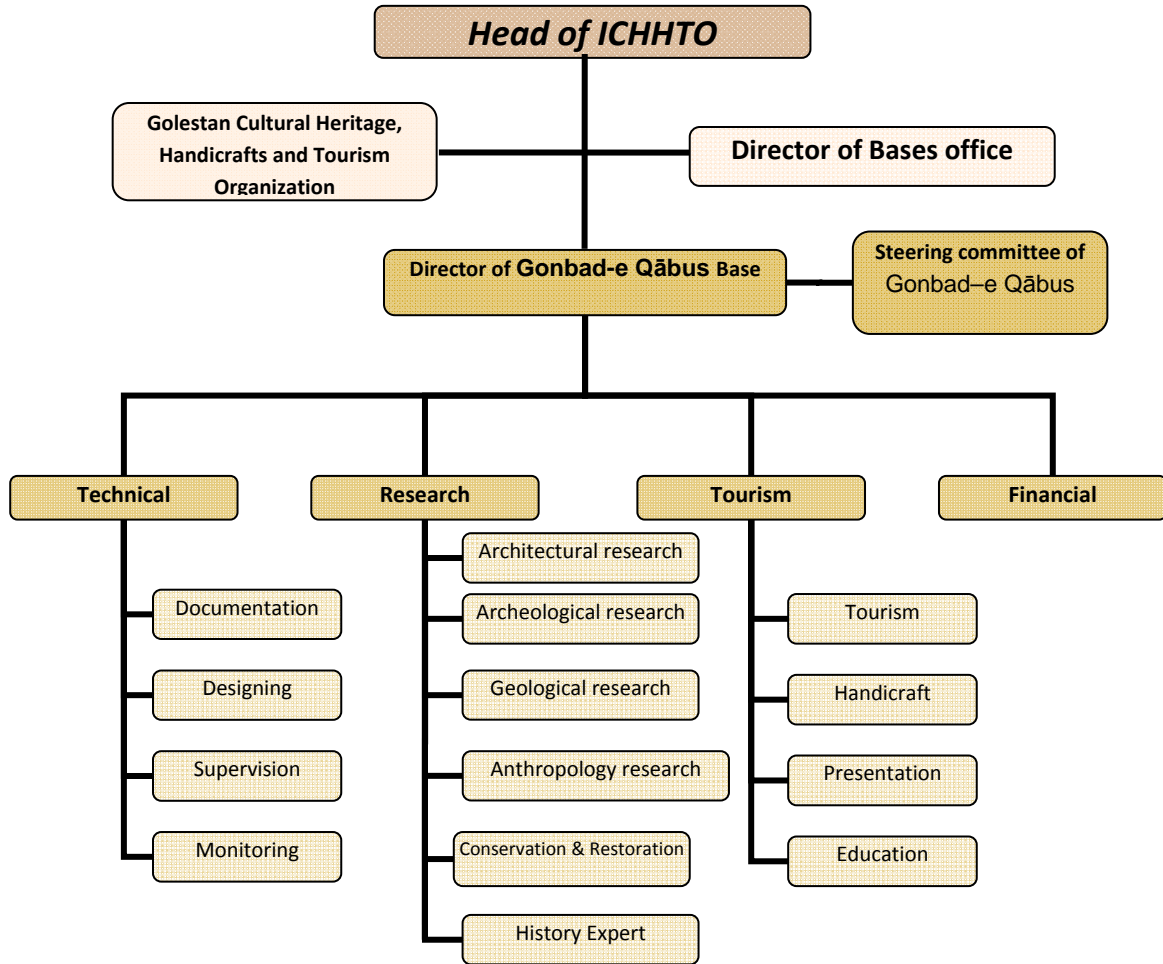 Head of ICHHTO
Golestan Cultural Heritage,
Handicrafts and Tourism
Organization
Director of Bases office
Director of Gonbad-e Qābus Base
Steering committee of
Gonbad–e Qābus
Technical
Research
Tourism
Financial
Documentation
Designing
Supervision
Monitoring
Architectural research
Archeological research
Geological research
Anthropology research
Conservation & Restoration
History Expert
Tourism
Handicraft
Presentation
Education